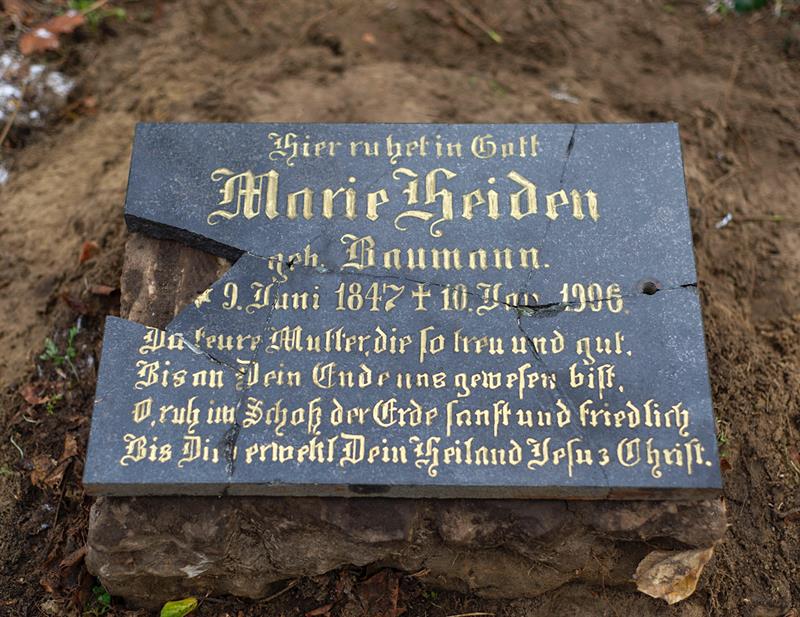 Hier ruhet in Gott
Marie Heiden
geb. Baumann.
* 9. Juni 1847 ✝ 10. 1906.
Du teure Mutter, die so treu und gut,
Bis an Dein Ende uns gewesen bist,
O, ruh im Schoß der Erde sanft und friedlich
Bis Dich erweckt Dein Heiland Jesus Christ.